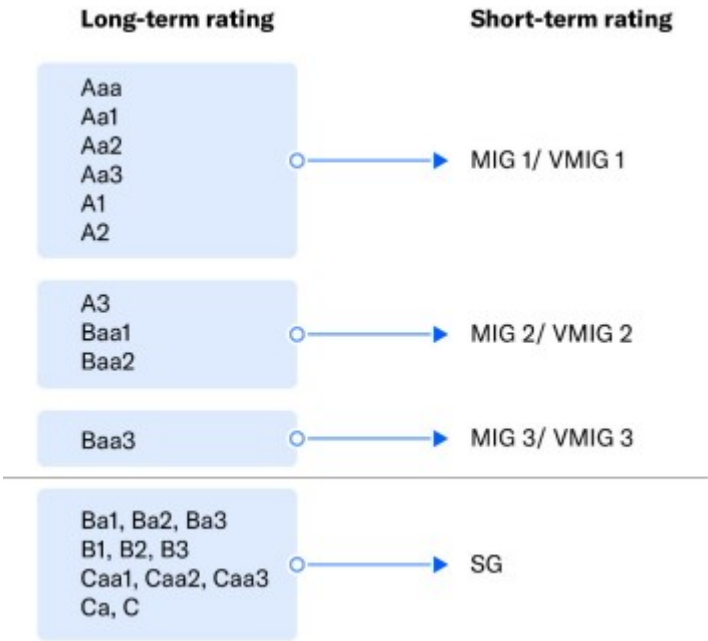 Long-term rating
Short-term rating
Aaa
Aa1
Aa2
Aa3
A1
A2
MIG 1/ VMIG 1
A3
Baa1
Baa2
MIG 2/ VMIG 2
Baa3
MIG 3/ VMIG 3
Ba1, Ba2, Ba3
B1, B2, B3
Caa1, Caa2, Caa3
Ca, C
SG